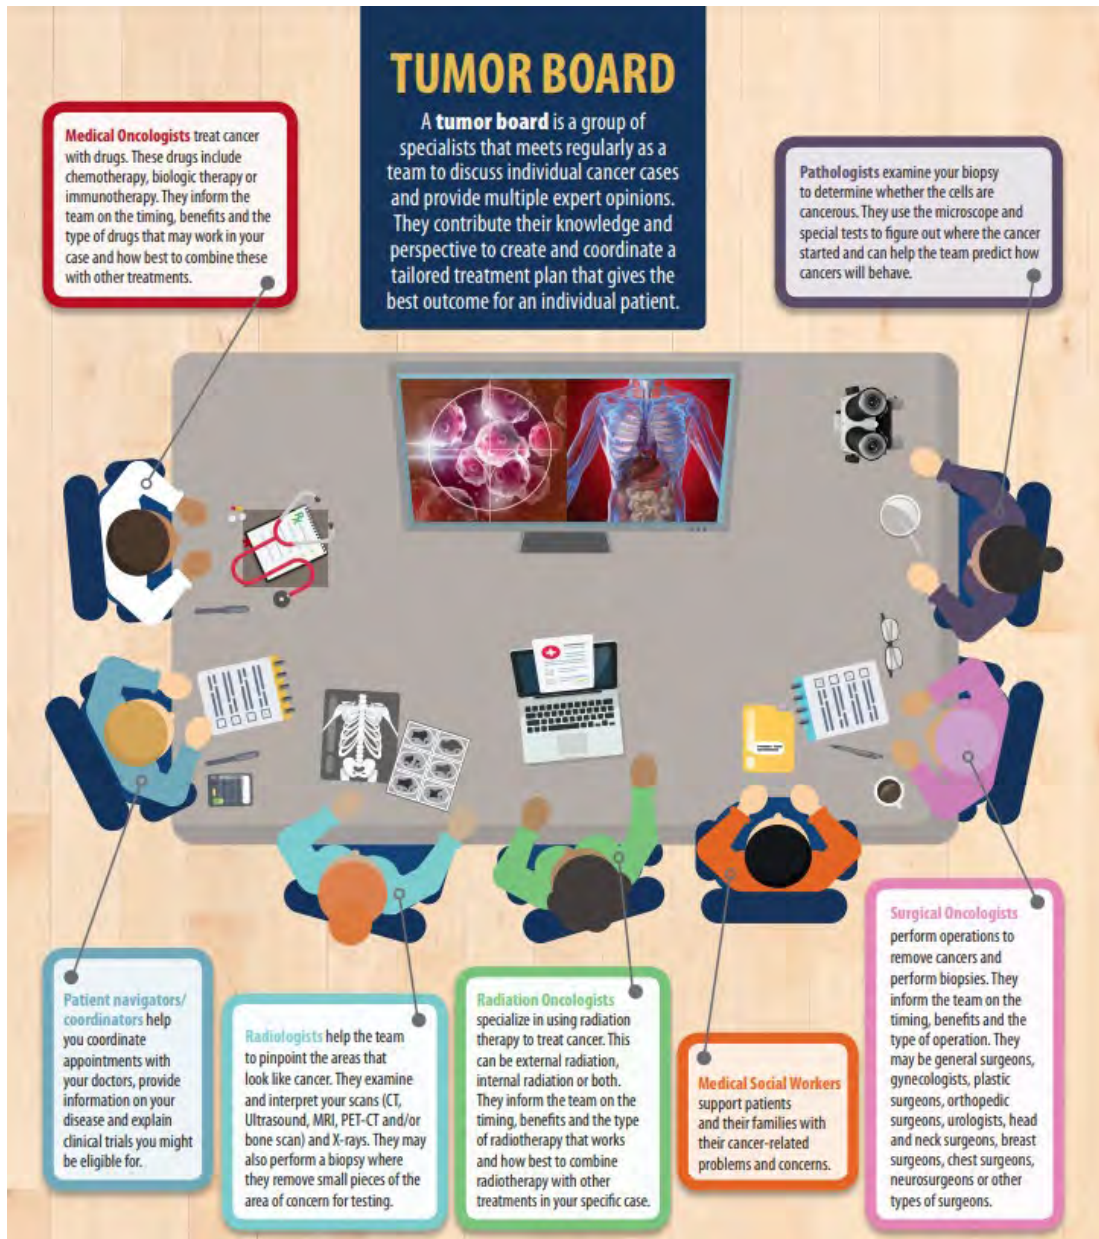 TUMOR BOARD
A tumor board is a group of
specialists that meets regularly as a
team to discuss individual cancer cases
and provide multiple expert opinions.
They contribute their knowledge and
perspective to create and coordinate a
tailored treatment plan that gives the
best outcome for an individual patient.
Medical Oncologists treat cancer
with drugs. These drugs include
chemotherapy, biologic therapy or
immunotherapy. They inform the
team on the timing, benefits and the
type of drugs that may work in your
case and how best to combine these
with other treatments.
Pathologists examine your biopsy
to determine whether the cells are
cancerous. They use the microscope and
special tests to figure out where the cancer
started and can help the team predict how
cancers will behave.
Patient navigators/
coordinators help
you coordinate
appointments with
your doctors, provide
information on your
disease and explain
clinical trials you might
be eligible for.
Radiologists help the team
to pinpoint the areas that
look like cancer. They examine
and interpret your scans (CT,
Ultrasound, MRI, PET-CT and/or
bone scan) and X-rays. They may
also perform a biopsy where
they remove small pieces of the
area of concern for testing.
Radiation Oncologists
specialize in using radiation
therapy to treat cancer. This
can be external radiation,
internal radiation or both.
They inform the team on the
timing, benefits and the type
of radiotherapy that works
and how best to combine
radiotherapy with other
treatments in your specific case.
Medical Social Workers
support patients
and their families with
their cancer-related
problems and concerns.
Surgical Oncologists
perform operations to
remove cancers and
perform biopsies. They
inform the team on the
timing, benefits and the
type of operation. They
may be general surgeons,
gynecologists, plastic
surgeons, orthopedic
surgeons, urologists, head
and neck surgeons, breast
surgeons, chest surgeons,
neurosurgeons or other
types of surgeons.